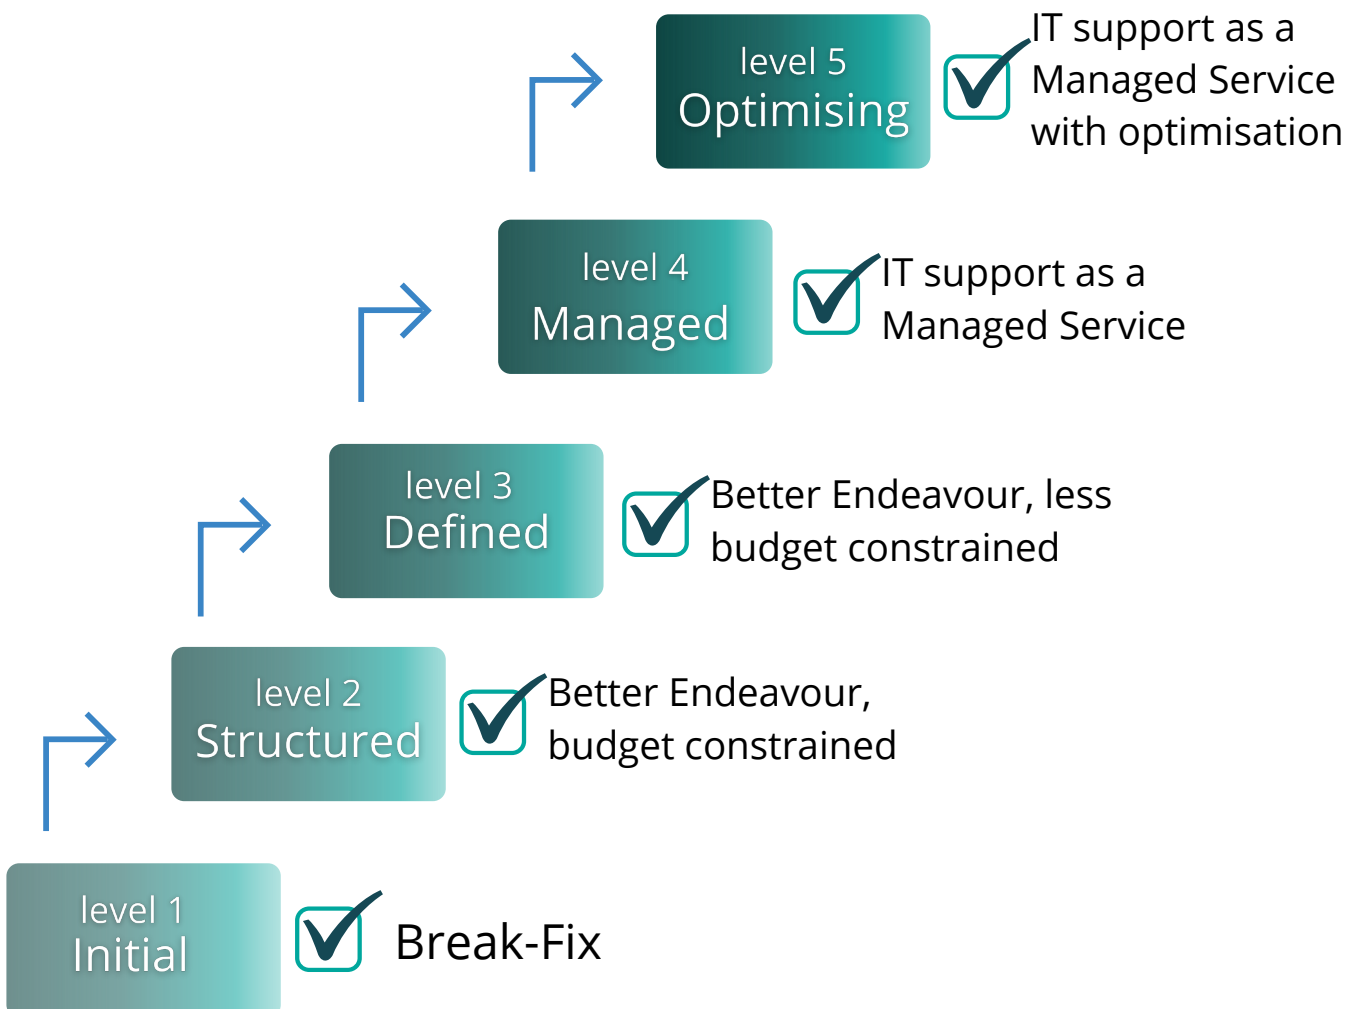 level 5
Optimising
IT support as a
Managed Service
with optimisation
level 4
Managed
IT support as a
Managed Service
level 3
Defined
Better Endeavour, less
budget constrained
level 2
Structured
Better Endeavour,
budget constrained
level 1
Initial
Break-Fix